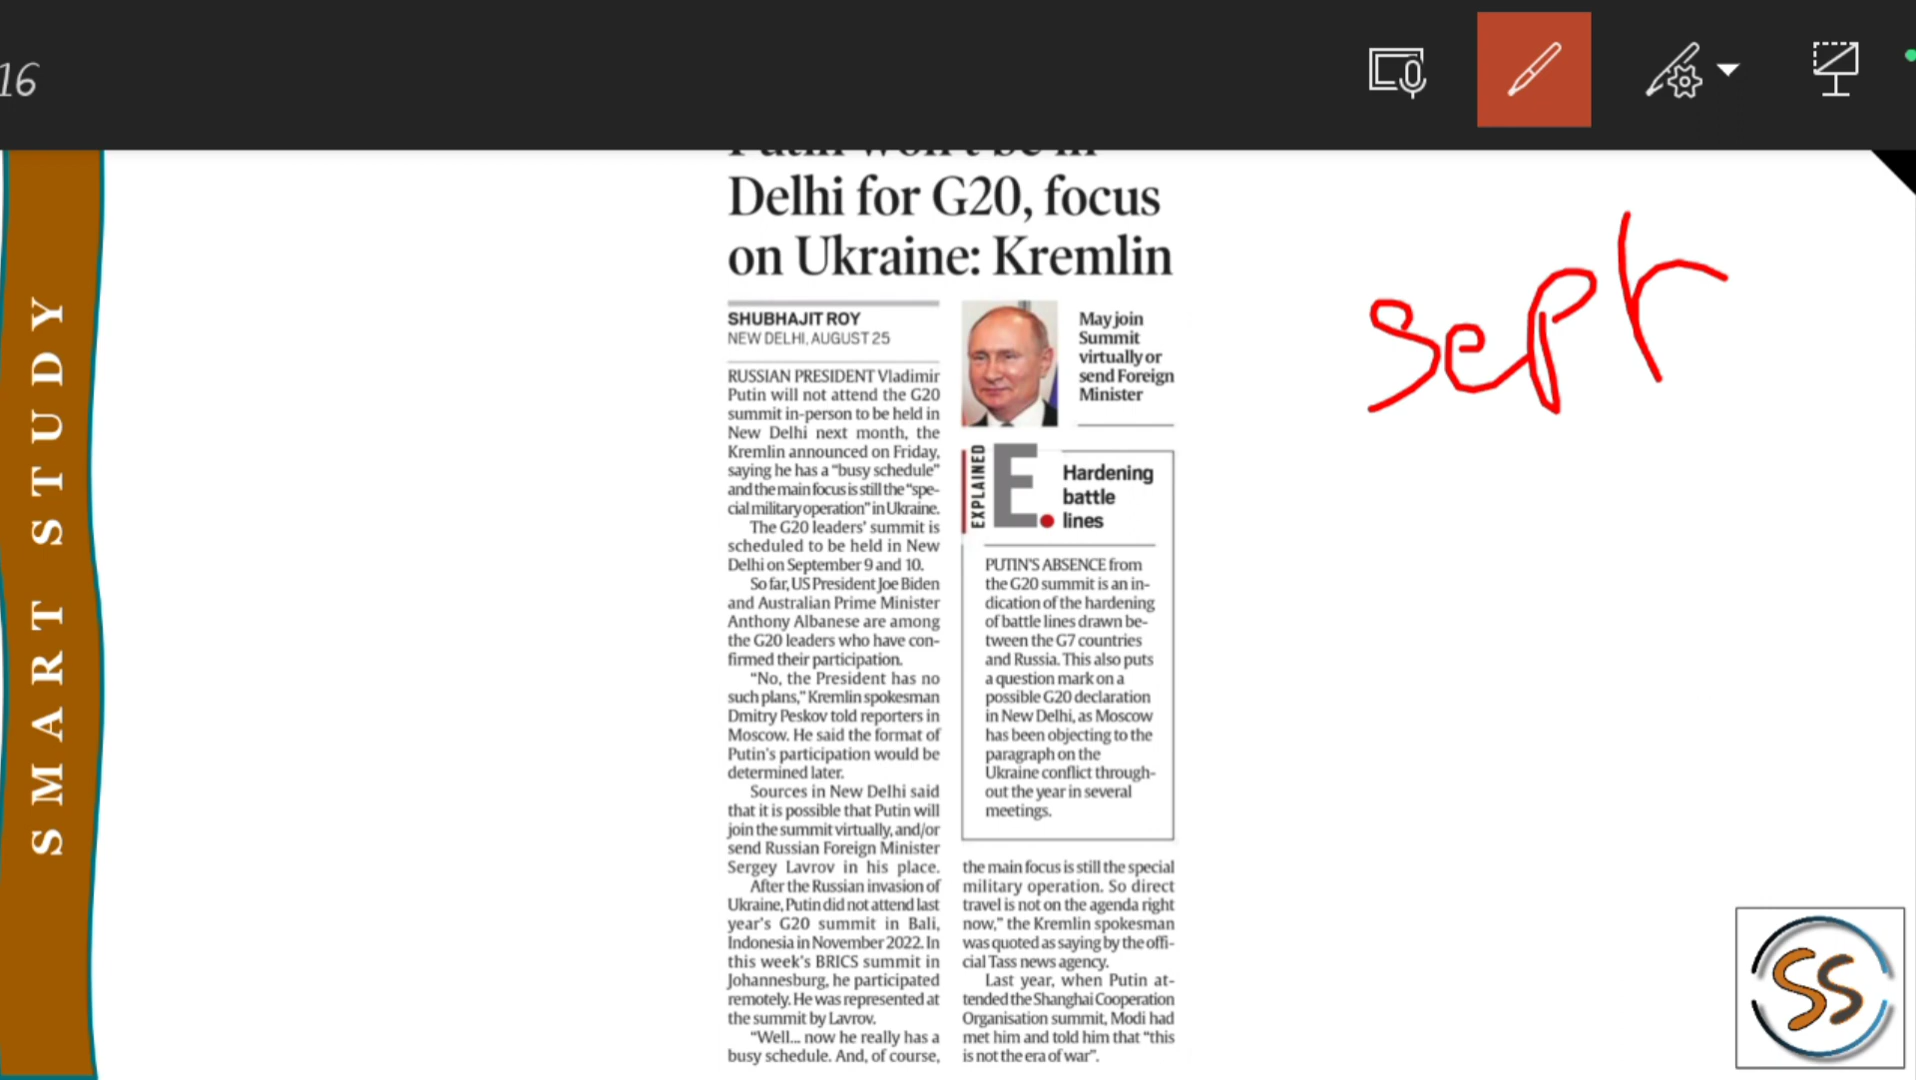 16
Putin won't be in
Delhi for G20, focus
on Ukraine: Kremlin
SHUBHAJIT ROY
NEW DELHI, AUGUST 25
RUSSIAN PRESIDENT Vladimir
Putin will not attend the G20
summit in-person to be held in
New Delhi next month, the
Kremlin announced on Friday,
saying he has a “busy schedule”
and the main focus is still the “spe-
cial military operation” in Ukraine.
The G20 leaders’ summit is
scheduled to be held in New
Delhi on September 9 and 10.
So far, US President Joe Biden
and Australian Prime Minister
Anthony Albanese are among
the G20 leaders who have con-
firmed their participation.
“No, the President has no
such plans,” Kremlin spokesman
Dmitry Peskov told reporters in
Moscow. He said the format of
Putin’s participation would be
determined later.
Sources in New Delhi said
that it is possible that Putin will
join the summit virtually, and/or
send Russian Foreign Minister
Sergey Lavrov in his place.
After the Russian invasion of
Ukraine, Putin did not attend last
year’s G20 summit in Bali,
Indonesia in November 2022. In
this week’s BRICS summit in
Johannesburg, he participated
remotely. He was represented at
the summit by Lavrov.
“Well... now he really has a
busy schedule. And, of course,
May join
Summit
virtually or
send Foreign
Minister
EXPLAINED
E.
Hardening
battle
lines
PUTIN’S ABSENCE from
the G20 summit is an in-
dication of the hardening
of battle lines drawn be-
tween the G7 countries
and Russia. This also puts
a question mark on a
possible G20 declaration
in New Delhi, as Moscow
has been objecting to the
paragraph on the
Ukraine conflict through-
out the year in several
meetings.
the main focus is still the special
military operation. So direct
travel is not on the agenda right
now,” the Kremlin spokesman
was quoted as saying by the offi-
cial Tass news agency.
Last year, when Putin at-
tended the Shanghai Cooperation
Organisation summit, Modi had
met him and told him that “this
is not the era of war”.
Sept
SMART STUDY
SS